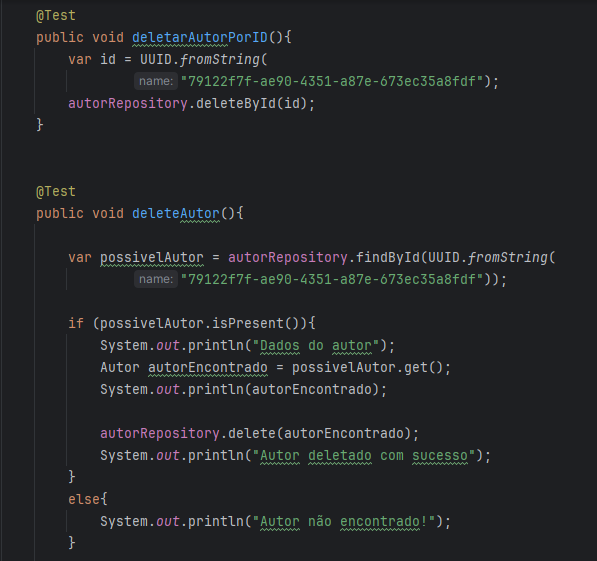 @Test
public void deletarAutorPorID(){
var id = UUID.fromString(
name: "79122f7f-ae90-4351-a87e-673ec35a8fdf");
autorRepository.deleteById(id);
}
@Test
public void deleteAutor(){
var possivelAutor = autorRepository.findById(UUID.fromString(
name: "79122f7f-ae90-4351-a87e-673ec35a8fdf"));
if (possivelAutor.isPresent()){
System.out.println("Dados do autor");
Autor autorEncontrado = possivelAutor.get();
System.out.println(autorEncontrado);
autorRepository.delete(autorEncontrado);
System.out.println("Autor deletado com sucesso");
}
else{
System.out.println("Autor não encontrado!");
}